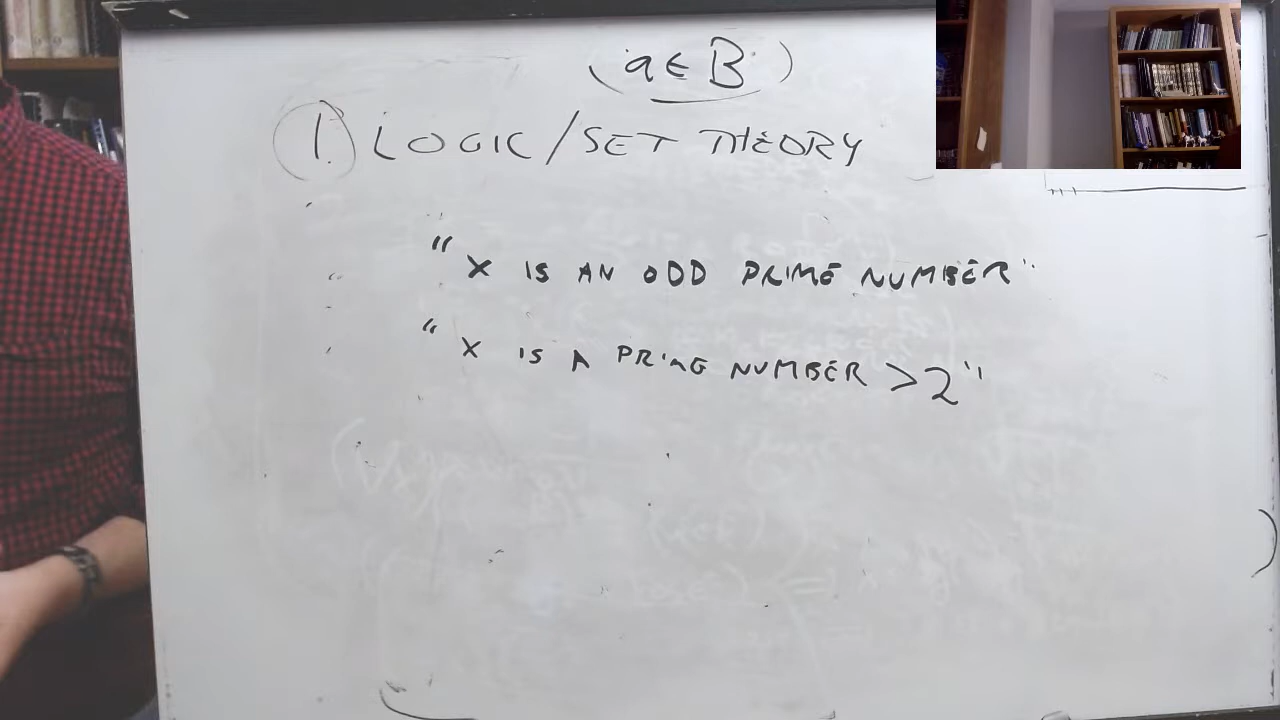 (a ∈ B)
1.) LOGIC/SET THEORY
"X IS AN ODD PRIME NUMBER"
"X IS A PRIME NUMBER >2"